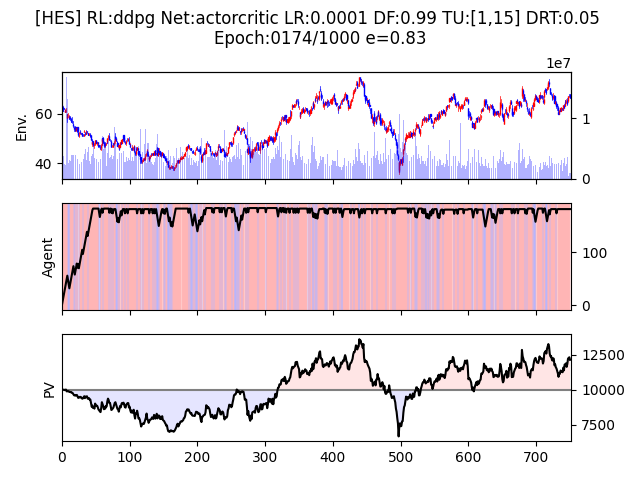 [HES] RL:ddpg Net:actorcritic LR:0.0001 DF:0.99 TU:[1,15] DRT:0.05
Epoch:0174/1000 e=0.83
1e7
Env.
60
40
1
0
Agent
100
0
PV
12500
10000
7500
0 100 200 300 400 500 600 700